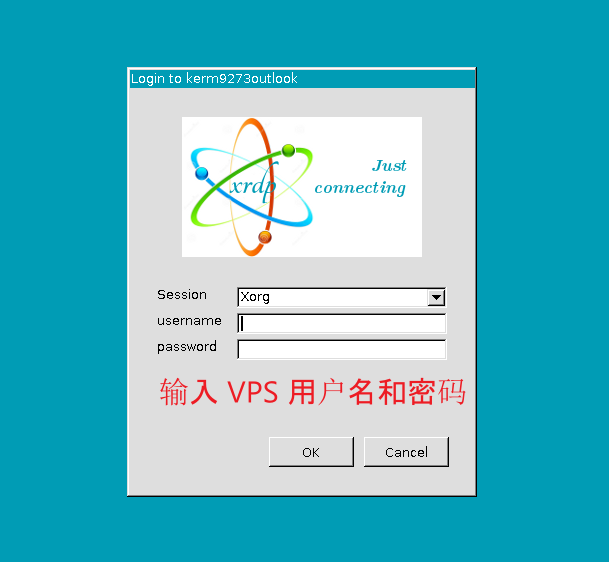 Login to kerm9273outlook
xrdp
Just
connecting
Session
Xorg
username
password
输入 VPS 用户名和密码
OK
Cancel